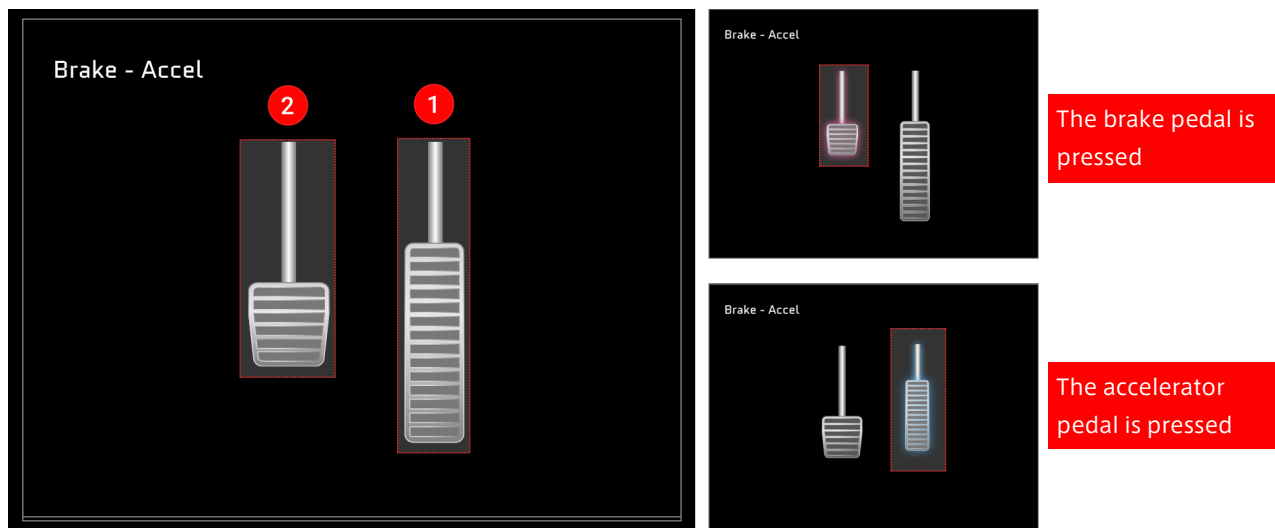 Brake - Accel
2
1
Brake - Accel
The brake pedal is
pressed
Brake - Accel
The accelerator
pedal is pressed